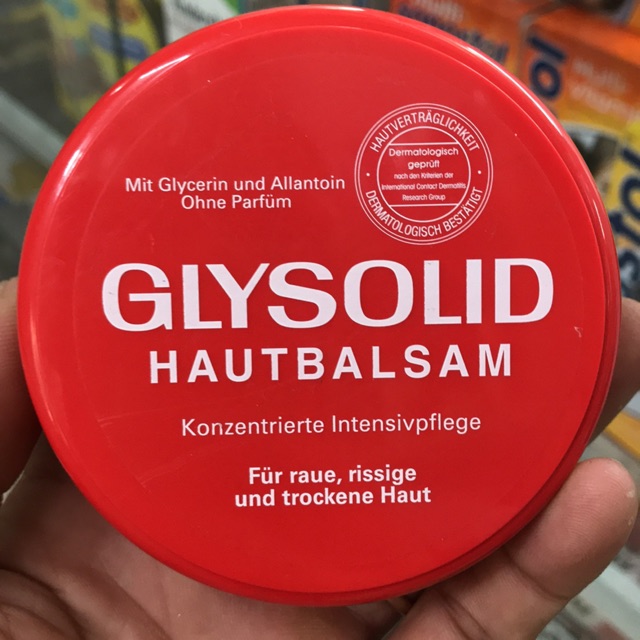 Mit Glycerin und Allantoin
Ohne Parfüm
HAUTVERTRÄGLICHKEIT
Dermatologisch
geprüft
nach den Kriterien der
International Contact Dermatitis
Research Group
DERMATOLOGISCH BESTÄTIGT
GLYSOLID
HAUTBALSAM
Konzentrierte Intensivpflege
Für raue, rissige
und trockene Haut
multi